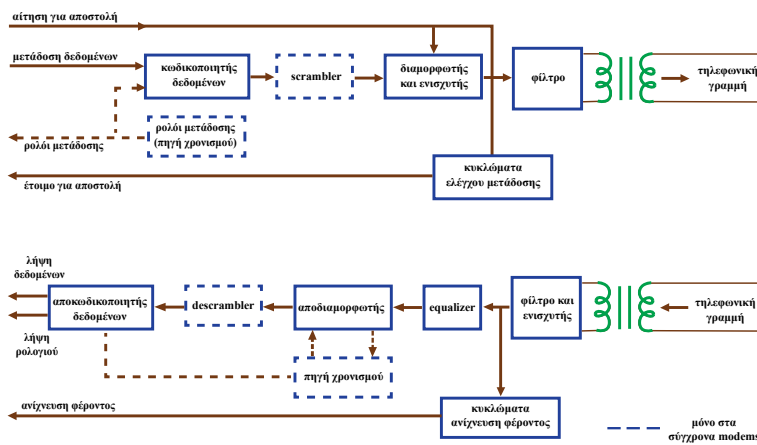 αίτηση για αποστολή
μετάδοση δεδομένων
κωδικοποιητής
δεδομένων
scrambler
διαμορφωτής
και ενισχυτής
φίλτρο
τηλεφωνική
γραμμή
ρολόι μετάδοσης
(πηγή χρονισμού)
ρολόι μετάδοσης
έτοιμο για αποστολή
κυκλώματα
ελέγχου μετάδοσης
λήψη
δεδομένων
αποκωδικοποιητής
δεδομένων
descrambler
αποδιαμορφωτής
equalizer
φίλτρο και
ενισχυτής
τηλεφωνική
γραμμή
λήψη
ρολογιού
πηγή χρονισμού
ανίχνευση φέροντος
κυκλώματα
ανίχνευση φέροντος
μόνο στα
σύγχρονα modems